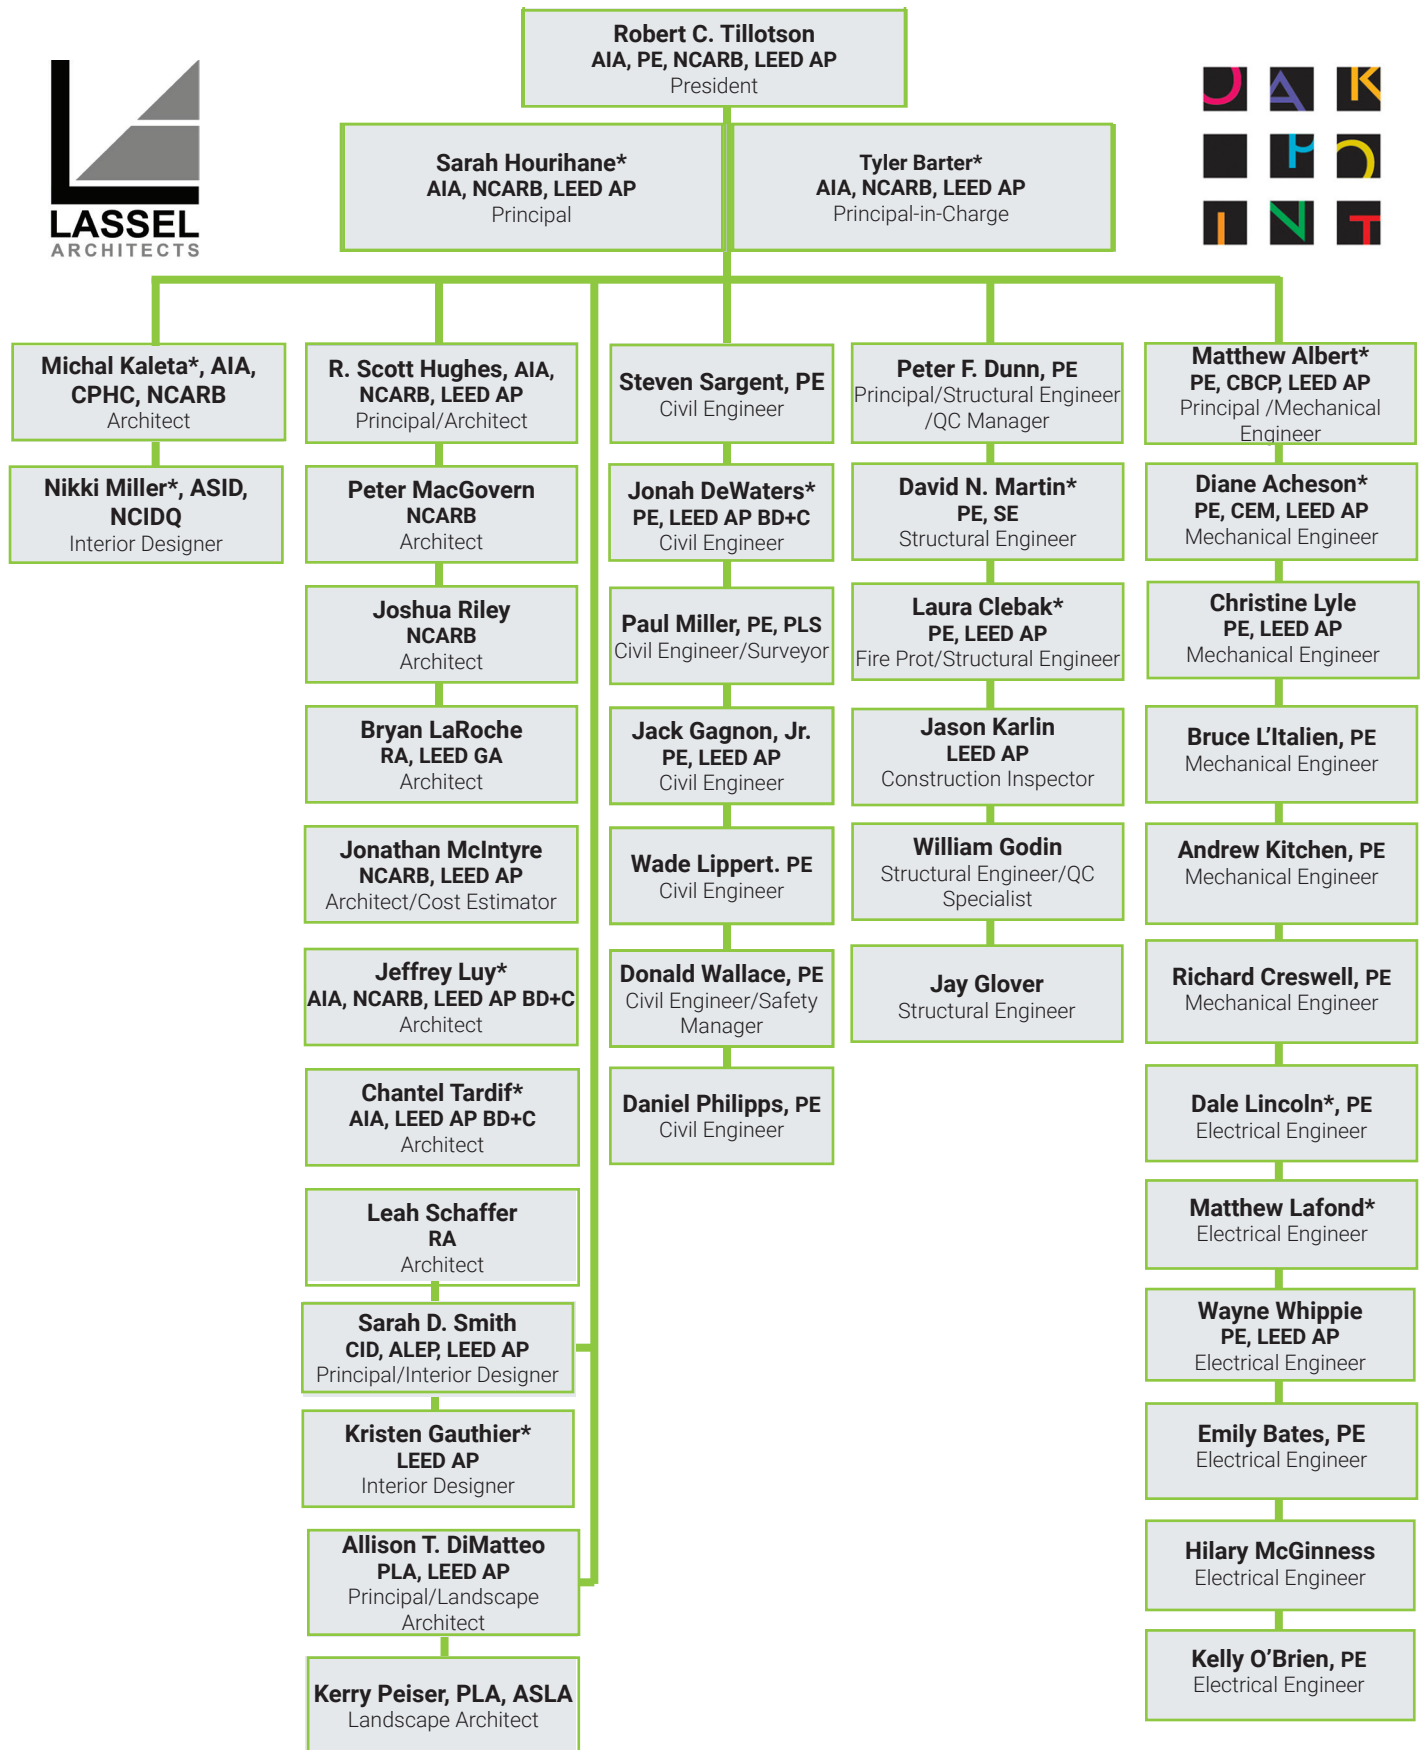 Robert C. Tillotson
AIA, PE, NCARB, LEED AP
President
LASSEL
ARCHITECTS
OAK
PO
INT
Sarah Hourihane*
AIA, NCARB, LEED AP
Principal
Tyler Barter*
AIA, NCARB, LEED AP
Principal-in-Charge
Michal Kaleta*, AIA,
CPHC, NCARB
Architect
Nikki Miller*, ASID,
NCIDQ
Interior Designer
R. Scott Hughes, AIA,
NCARB, LEED AP
Principal/Architect
Peter MacGovern
NCARB
Architect
Joshua Riley
NCARB
Architect
Bryan LaRoche
RA, LEED GA
Architect
Jonathan McIntyre
NCARB, LEED AP
Architect/Cost Estimator
Jeffrey Luy*
AIA, NCARB, LEED AP BD+C
Architect
Chantel Tardif*
AIA, LEED AP BD+C
Architect
Leah Schaffer
RA
Architect
Sarah D. Smith
CID, ALEP, LEED AP
Principal/Interior Designer
Kristen Gauthier*
LEED AP
Interior Designer
Allison T. DiMatteo
PLA, LEED AP
Principal/Landscape
Architect
Kerry Peiser, PLA, ASLA
Landscape Architect
Steven Sargent, PE
Civil Engineer
Jonah DeWaters*
PE, LEED AP BD+C
Civil Engineer
Paul Miller, PE, PLS
Civil Engineer/Surveyor
Jack Gagnon, Jr.
PE, LEED AP
Civil Engineer
Wade Lippert. PE
Civil Engineer
Donald Wallace, PE
Civil Engineer/Safety
Manager
Daniel Philipps, PE
Civil Engineer
Peter F. Dunn, PE
Principal/Structural Engineer
/QC Manager
David N. Martin*
PE, SE
Structural Engineer
Laura Clebak*
PE, LEED AP
Fire Prot/Structural Engineer
Jason Karlin
LEED AP
Construction Inspector
William Godin
Structural Engineer/QC
Specialist
Jay Glover
Structural Engineer
Matthew Albert*
PE, CBCP, LEED AP
Principal /Mechanical
Engineer
Diane Acheson*
PE, CEM, LEED AP
Mechanical Engineer
Christine Lyle
PE, LEED AP
Mechanical Engineer
Bruce L'Italien, PE
Mechanical Engineer
Andrew Kitchen, PE
Mechanical Engineer
Richard Creswell, PE
Mechanical Engineer
Dale Lincoln*, PE
Electrical Engineer
Matthew Lafond*
Electrical Engineer
Wayne Whippie
PE, LEED AP
Electrical Engineer
Emily Bates, PE
Electrical Engineer
Hilary McGinness
Electrical Engineer
Kelly O'Brien, PE
Electrical Engineer